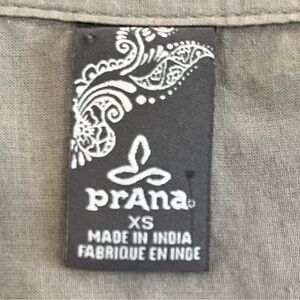 prAna
XS
MADE IN INDIA
FABRIQUE EN INDE